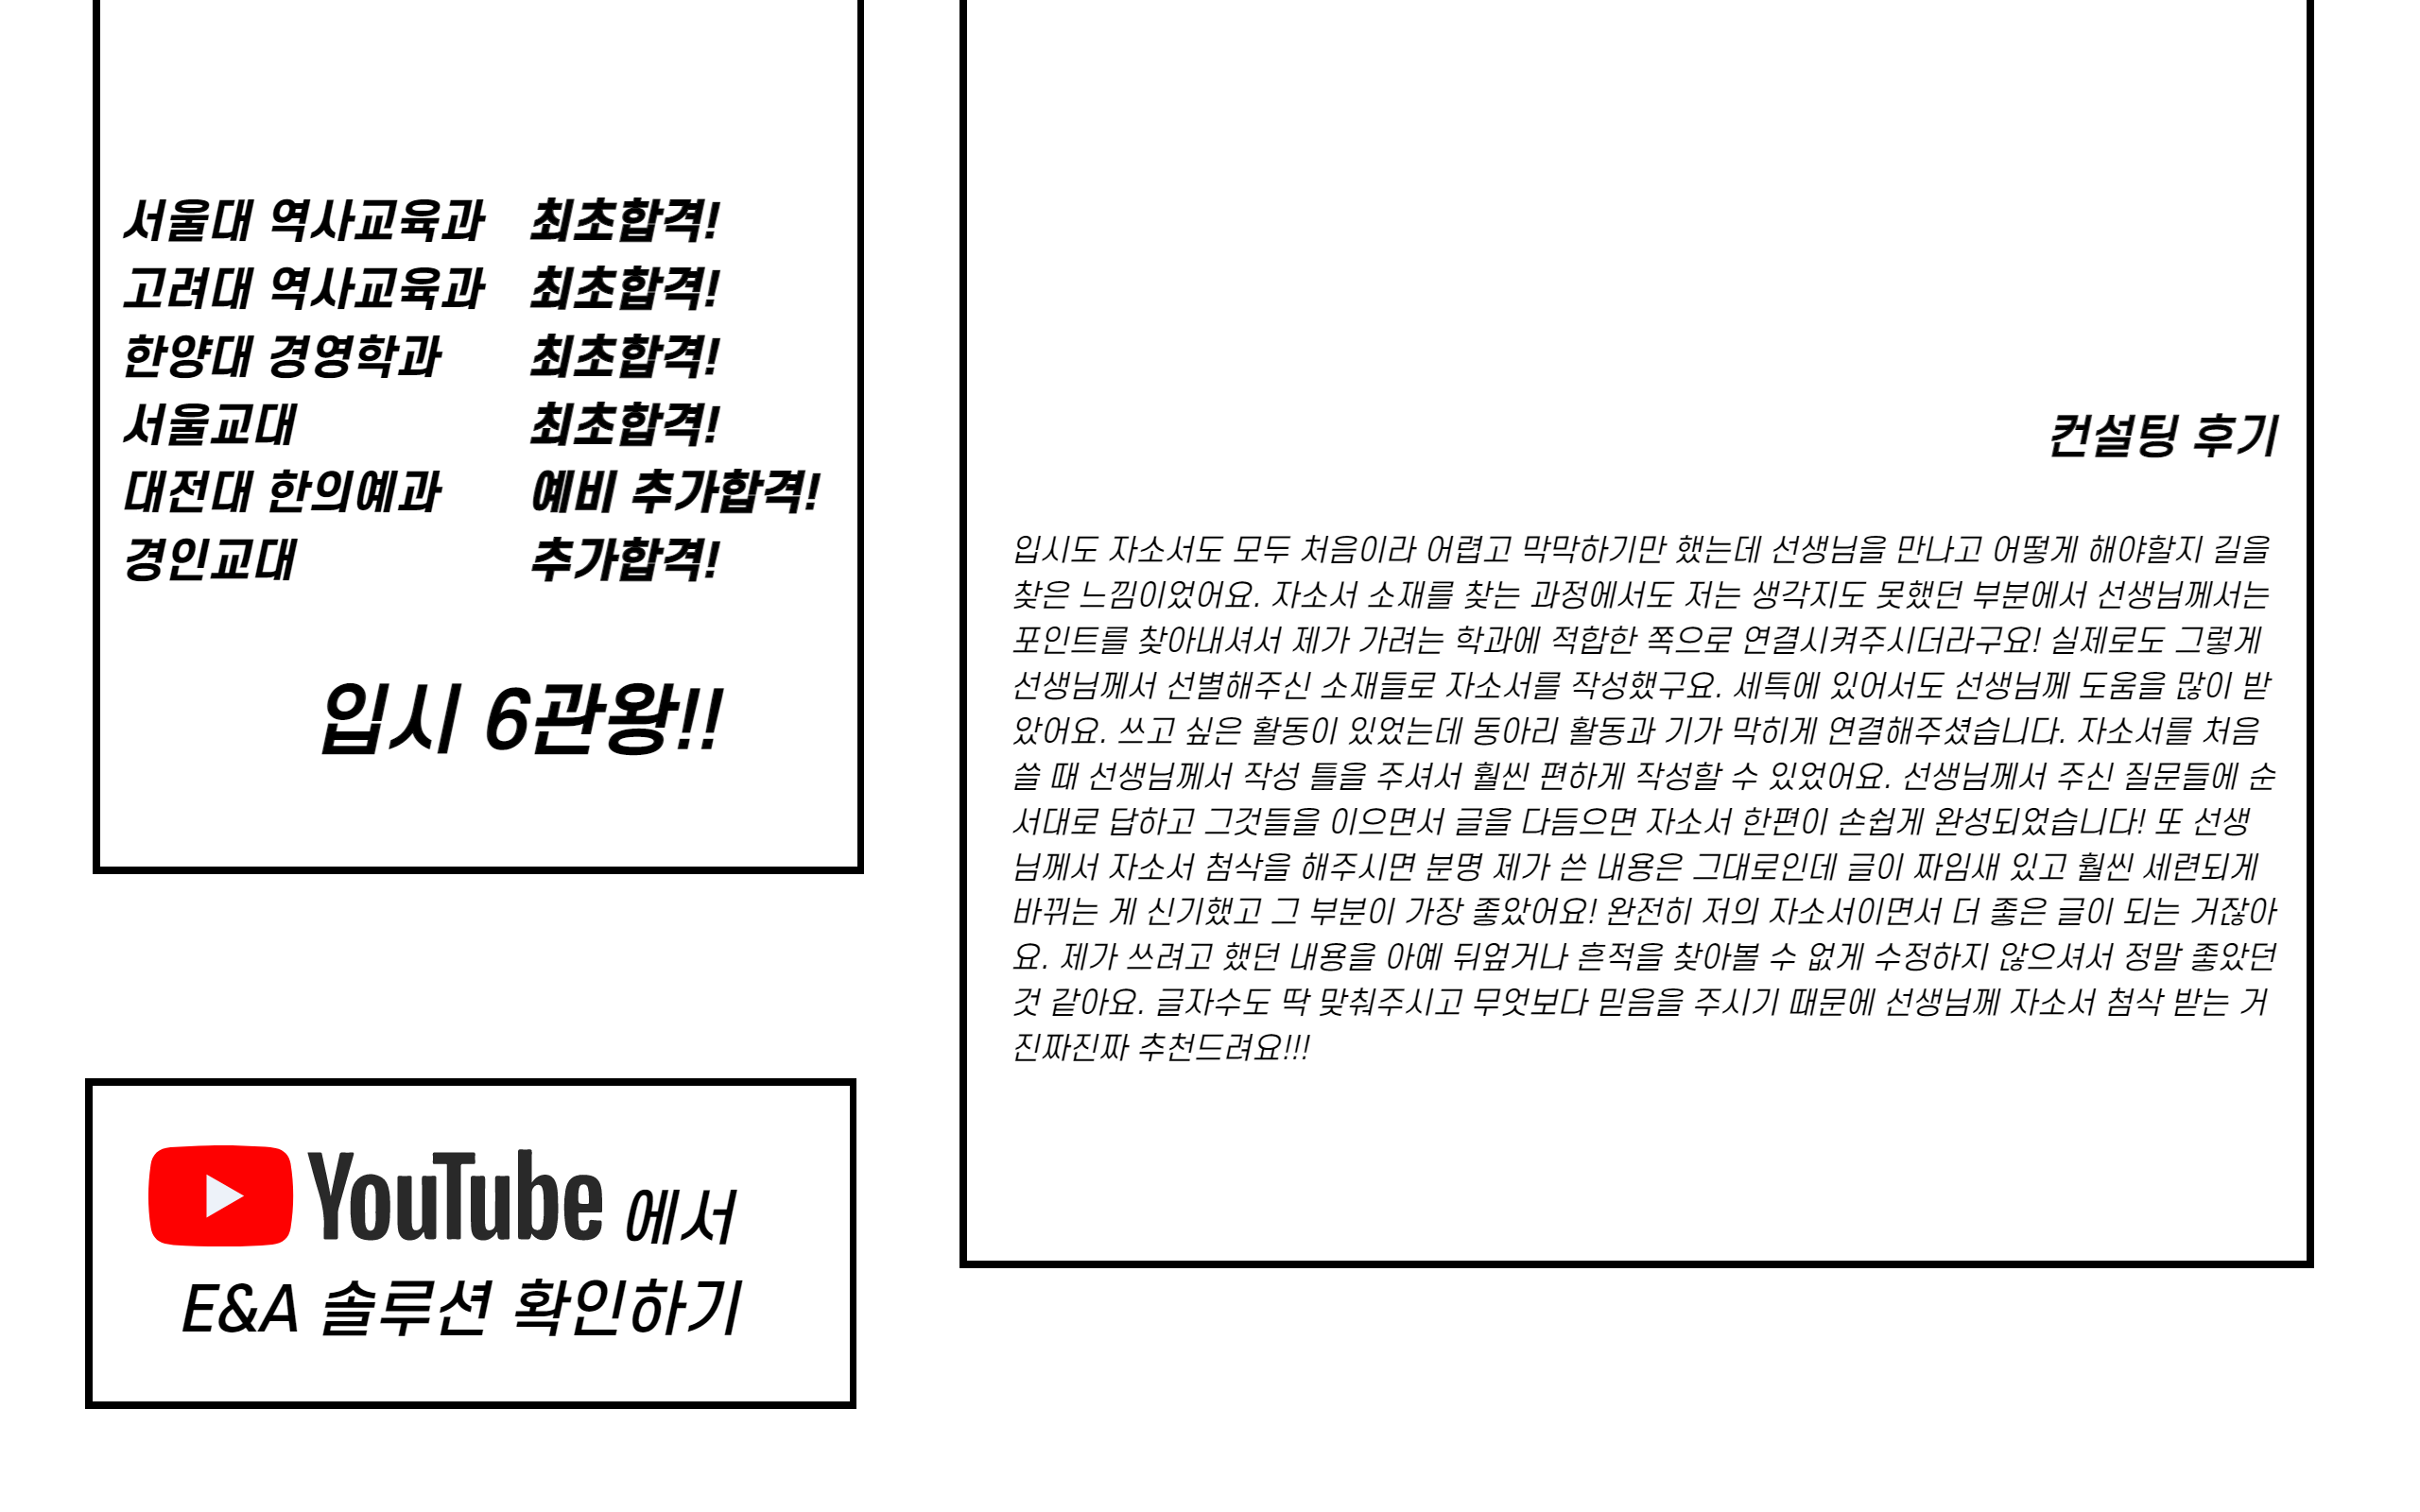 서울대 역사교육과 최초합격!
고려대 역사교육과 최초합격!
한양대 경영학과 최초합격!
서울교대 최초합격!
대전대 한의예과 예비 추가합격!
경인교대 추가합격!
입시 6관왕!!
컨설팅 후기
입시도 자소서도 모두 처음이라 어렵고 막막하기만 했는데 선생님을 만나고 어떻게 해야할지 길을
찾은 느낌이었어요. 자소서 소재를 찾는 과정에서도 저는 생각지도 못했던 부분에서 선생님께서는
포인트를 찾아내셔서 제가 가려는 학과에 적합한 쪽으로 연결시켜주시더라구요! 실제로도 그렇게
선생님께서 선별해주신 소재들로 자소서를 작성했구요. 세특에 있어서도 선생님께 도움을 많이 받
았어요. 쓰고 싶은 활동이 있었는데 동아리 활동과 기가 막히게 연결해주셨습니다. 자소서를 처음
쓸 때 선생님께서 작성 틀을 주셔서 훨씬 편하게 작성할 수 있었어요. 선생님께서 주신 질문들에 순
서대로 답하고 그것들을 이으면서 글을 다듬으면 자소서 한편이 손쉽게 완성되었습니다! 또 선생
님께서 자소서 첨삭을 해주시면 분명 제가 쓴 내용은 그대로인데 글이 짜임새 있고 훨씬 세련되게
바뀌는 게 신기했고 그 부분이 가장 좋았어요! 완전히 저의 자소서이면서 더 좋은 글이 되는 거잖아
요. 제가 쓰려고 했던 내용을 아예 뒤엎거나 흔적을 찾아볼 수 없게 수정하지 않으셔서 정말 좋았던
것 같아요. 글자수도 딱 맞춰주시고 무엇보다 믿음을 주시기 때문에 선생님께 자소서 첨삭 받는 거
진짜진짜 추천드려요!!!
YouTube 에서
E&A 솔루션 확인하기